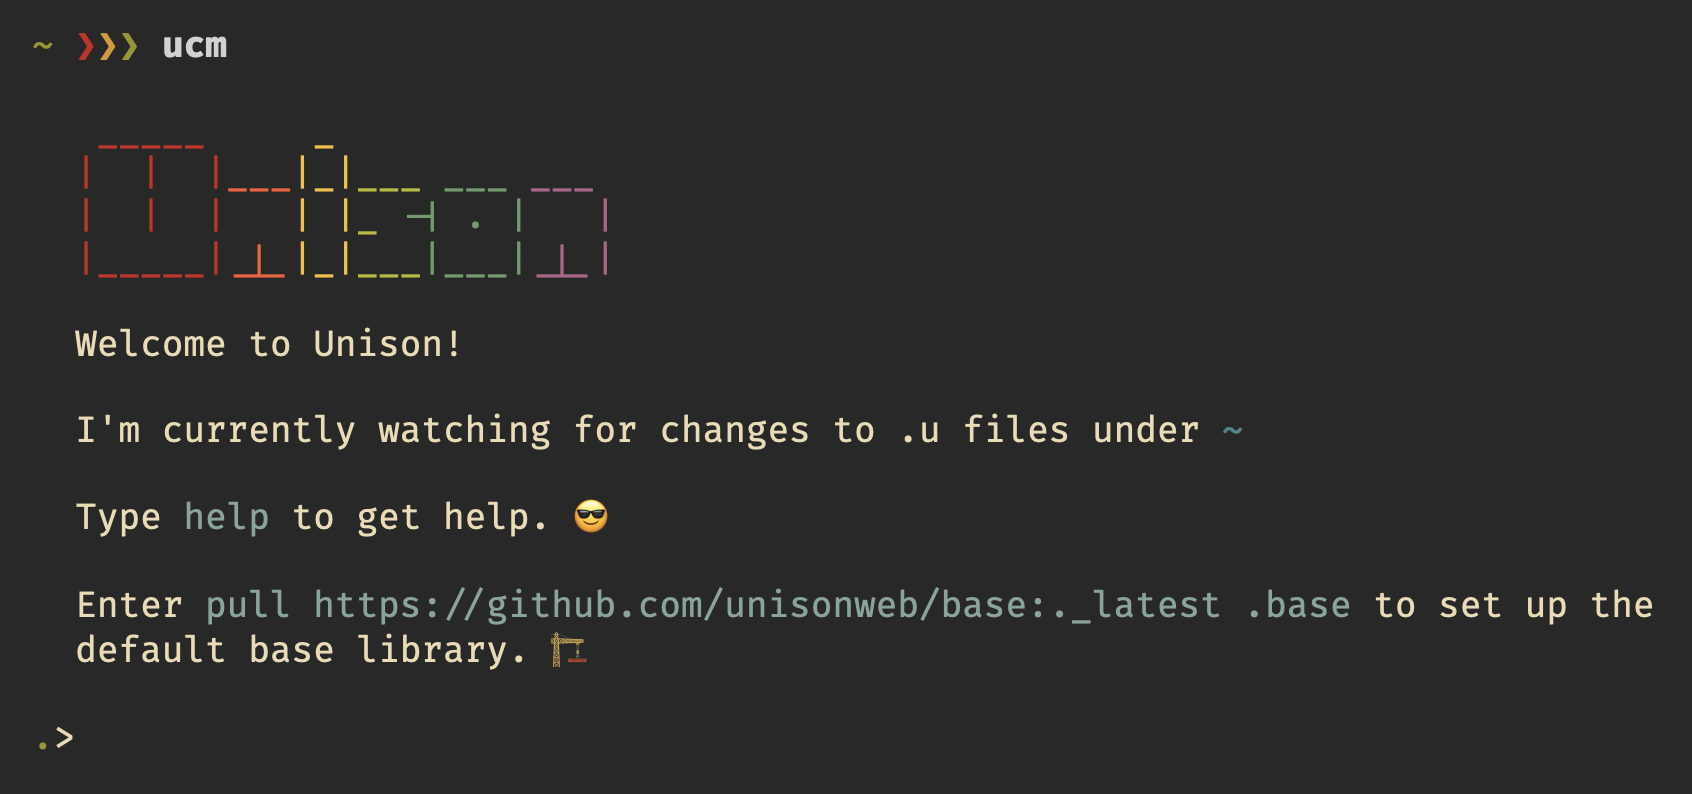 ~ ❯❯❯ ucm
Unison
Welcome to Unison!
I'm currently watching for changes to .u files under ~
Type help to get help. 😎
Enter pull https://github.com/unisonweb/base:._latest .base to set up the
default base library. 🏗️
.>